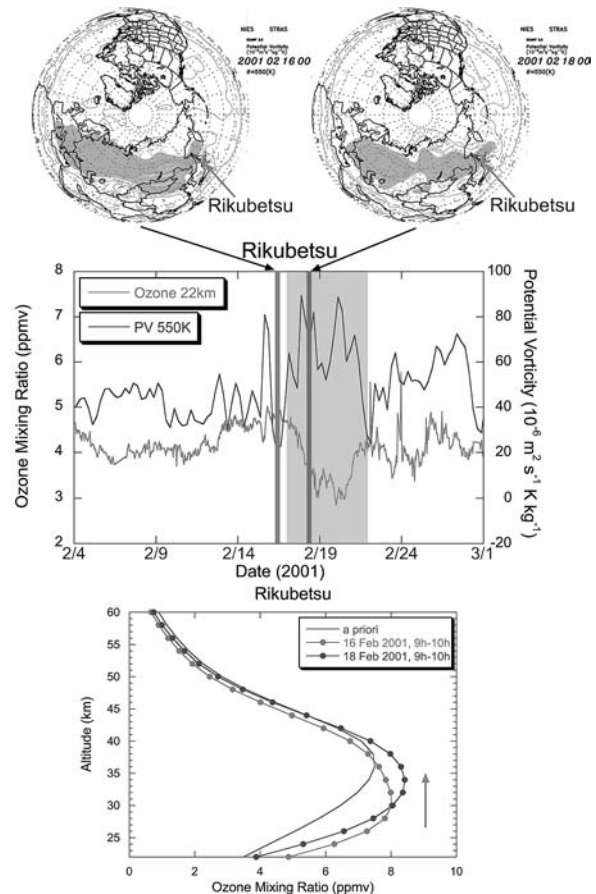 NIES STRAS
Potential Vorticity
2001 02 16 00
θ=550(K)
NIES STRAS
Potential Vorticity
2001 02 18 00
θ=550(K)
Rikubetsu
Rikubetsu
Rikubetsu
Ozone 22km
PV 550K
Ozone Mixing Ratio (ppmv)
8
7
6
5
4
3
2
Potential Vorticity (10⁻⁶ m² s⁻¹ K kg⁻¹)
100
80
60
40
20
0
-20
2/4 2/9 2/14 2/19 2/24 3/1
Date (2001)
Rikubetsu
a priori
16 Feb 2001, 9h-10h
18 Feb 2001, 9h-10h
Altitude (km)
60
55
50
45
40
35
30
25
0 2 4 6 8 10
Ozone Mixing Ratio (ppmv)